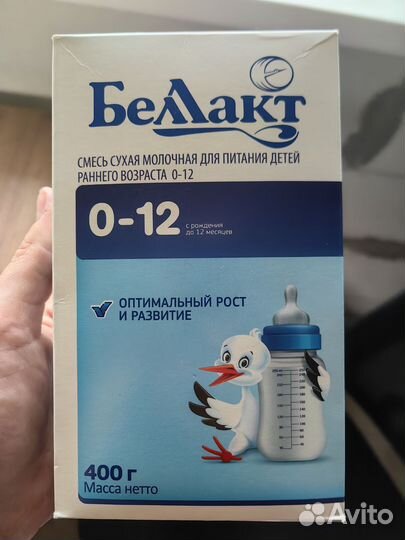 Беллакт
СМЕСЬ СУХАЯ МОЛОЧНАЯ ДЛЯ ПИТАНИЯ ДЕТЕЙ
РАННЕГО ВОЗРАСТА 0-12
0-12
с рождения
до 12 месяцев
ОПТИМАЛЬНЫЙ РОСТ
И РАЗВИТИЕ
400 г
Масса нетто
Avito